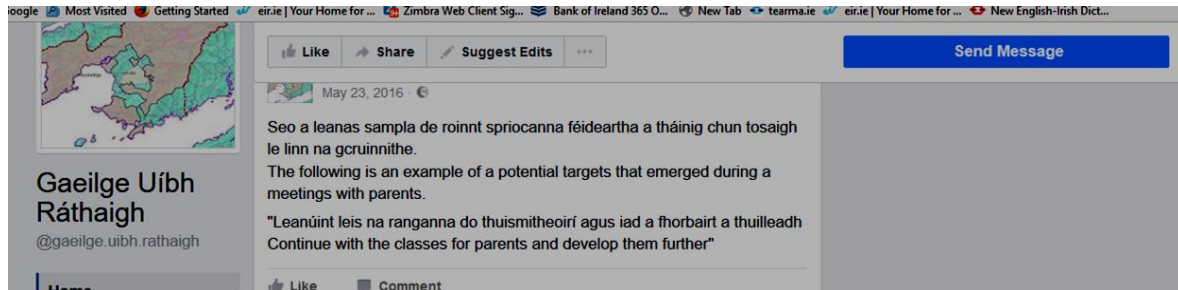 oogle Most Visited Getting Started eir.ie | Your Home for ... Zimbra Web Client Sig... Bank of Ireland 365 O... New Tab tearma.ie eir.ie | Your Home for ... New English-Irish Dict...
Like Share Suggest Edits ... Send Message
May 23, 2016
Seo a leanas sampla de roinnt spriocanna féideartha a tháinig chun tosaigh
le linn na gcruinnithe.
The following is an example of a potential targets that emerged during a
meetings with parents.
"Leanúint leis na ranganna do thuismitheoirí agus iad a fhorbairt a thuilleadh
Continue with the classes for parents and develop them further"
Gaeilge Uíbh
Ráthaigh
@gaeilge.uibh.rathaigh
Home
Like Comment